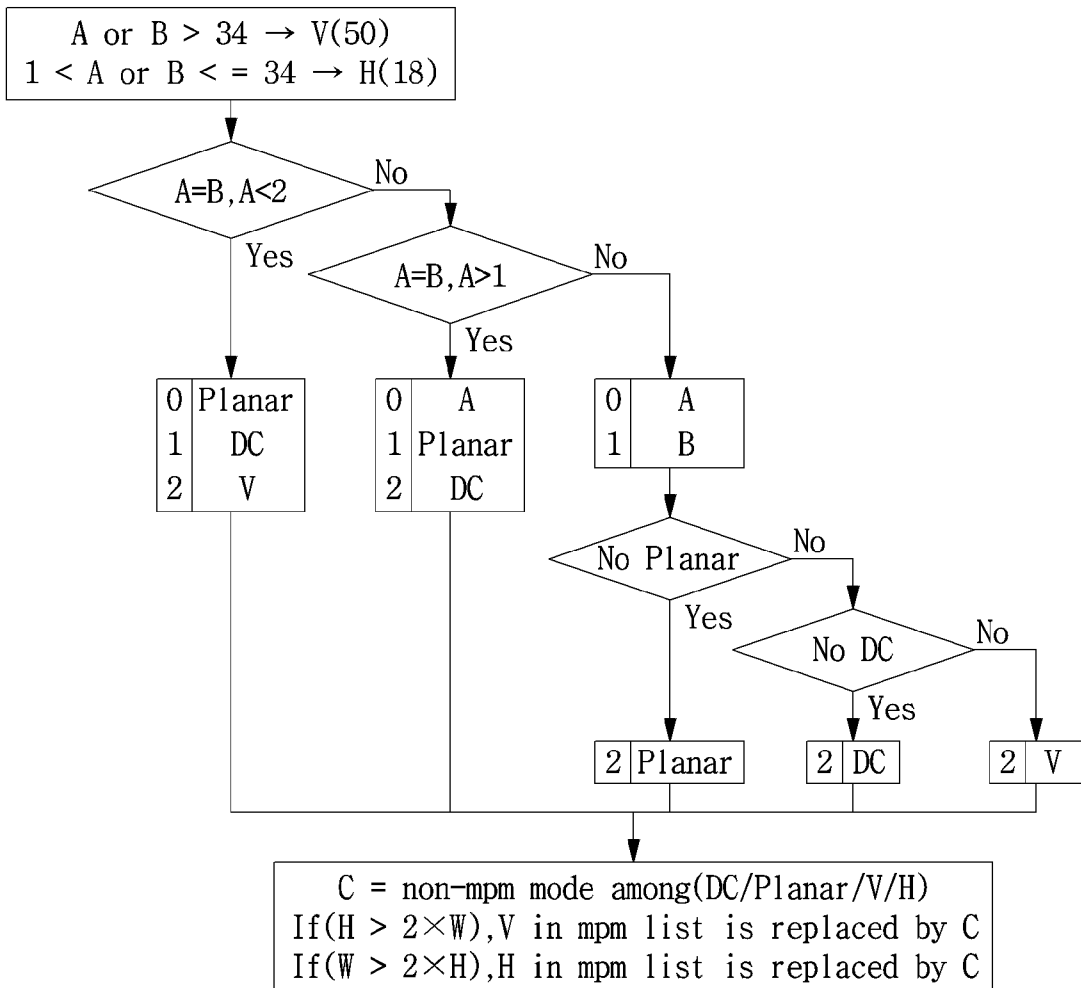 A or B > 34 → V(50)
1 < A or B < = 34 → H(18)
A=B,A<2
No
Yes
A=B,A>1
No
Yes
0 Planar
1 DC
2 V
0 A
1 Planar
2 DC
0 A
1 B
No Planar
No
Yes
No DC
No
Yes
2 Planar
2 DC
2 V
C = non-mpm mode among(DC/Planar/V/H)
If(H > 2×W),V in mpm list is replaced by C
If(W > 2×H),H in mpm list is replaced by C